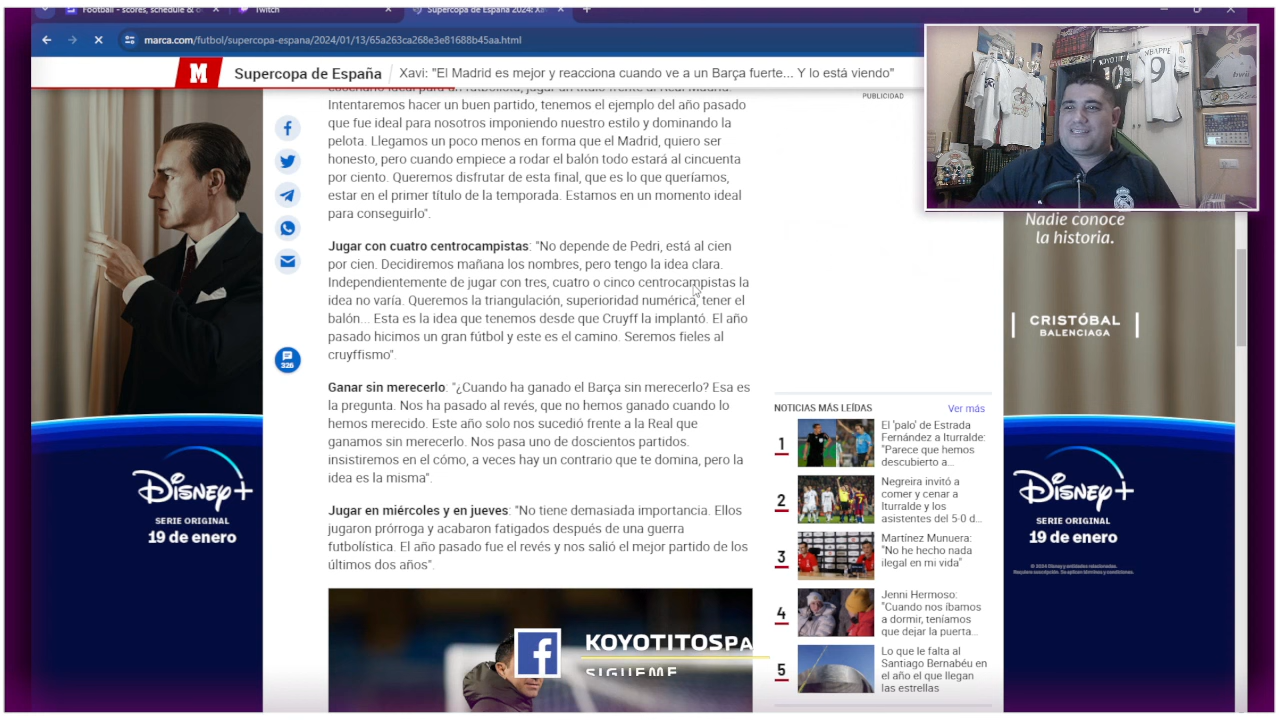 Football - scores, schedule &
Twitch
Supercopa de España 2024: Xa
marca.com/futbol/supercopa-espana/2024/01/13/65a263ca268e3e81688b45aa.html
M
Supercopa de España
Xavi: "El Madrid es mejor y reacciona cuando ve a un Barça fuerte... Y lo está viendo"
escenario ideal para un futbolista, jugar un título frente al Real Madrid.
Intentaremos hacer un buen partido, tenemos el ejemplo del año pasado
que fue ideal para nosotros imponiendo nuestro estilo y dominando la
pelota. Llegamos un poco menos en forma que el Madrid, quiero ser
honesto, pero cuando empiece a rodar el balón todo estará al cincuenta
por ciento. Queremos disfrutar de esta final, que es lo que queríamos,
estar en el primer título de la temporada. Estamos en un momento ideal
para conseguirlo".
Jugar con cuatro centrocampistas: "No depende de Pedri, está al cien
por cien. Decidiremos mañana los nombres, pero tengo la idea clara.
Independientemente de jugar con tres, cuatro o cinco centrocampistas la
idea no varía. Queremos la triangulación, superioridad numérica, tener el
balón... Esta es la idea que tenemos desde que Cruyff la implantó. El año
pasado hicimos un gran fútbol y este es el camino. Seremos fieles al
cruyffismo".
326
Ganar sin merecerlo: "¿Cuándo ha ganado el Barça sin merecerlo? Esa es
la pregunta. Nos ha pasado al revés, que no hemos ganado cuando lo
hemos merecido. Este año solo nos sucedió frente a la Real que
ganamos sin merecerlo. Nos pasa uno de doscientos partidos.
insistiremos en el cómo, a veces hay un contrario que te domina, pero la
idea es la misma".
Jugar en miércoles y en jueves: "No tiene demasiada importancia. Ellos
jugaron prórroga y acabaron fatigados después de una guerra
futbolística. El año pasado fue el revés y nos salió el mejor partido de los
últimos dos años".
KOYOTITOSPA
SIGUEME
PUBLICIDAD
NOTICIAS MÁS LEÍDAS
Ver más
1
El 'palo' de Estrada
Fernández a Iturralde:
"Parece que hemos
descubierto a...
2
Negreira invitó a
comer y cenar a
Iturralde y los
asistentes del 5-0 d...
3
Martínez Munuera:
"No he hecho nada
ilegal en mi vida"
4
Jenni Hermoso:
"Cuando nos íbamos
a dormir, teníamos
que dejar la puerta...
5
Lo que le falta al
Santiago Bernabéu en
el año el que llegan
las estrellas
Disney+
SERIE ORIGINAL
19 de enero
MBAPPE
9
10
Nadie conoce
la historia.
CRISTÓBAL
BALENCIAGA
Disney+
SERIE ORIGINAL
19 de enero